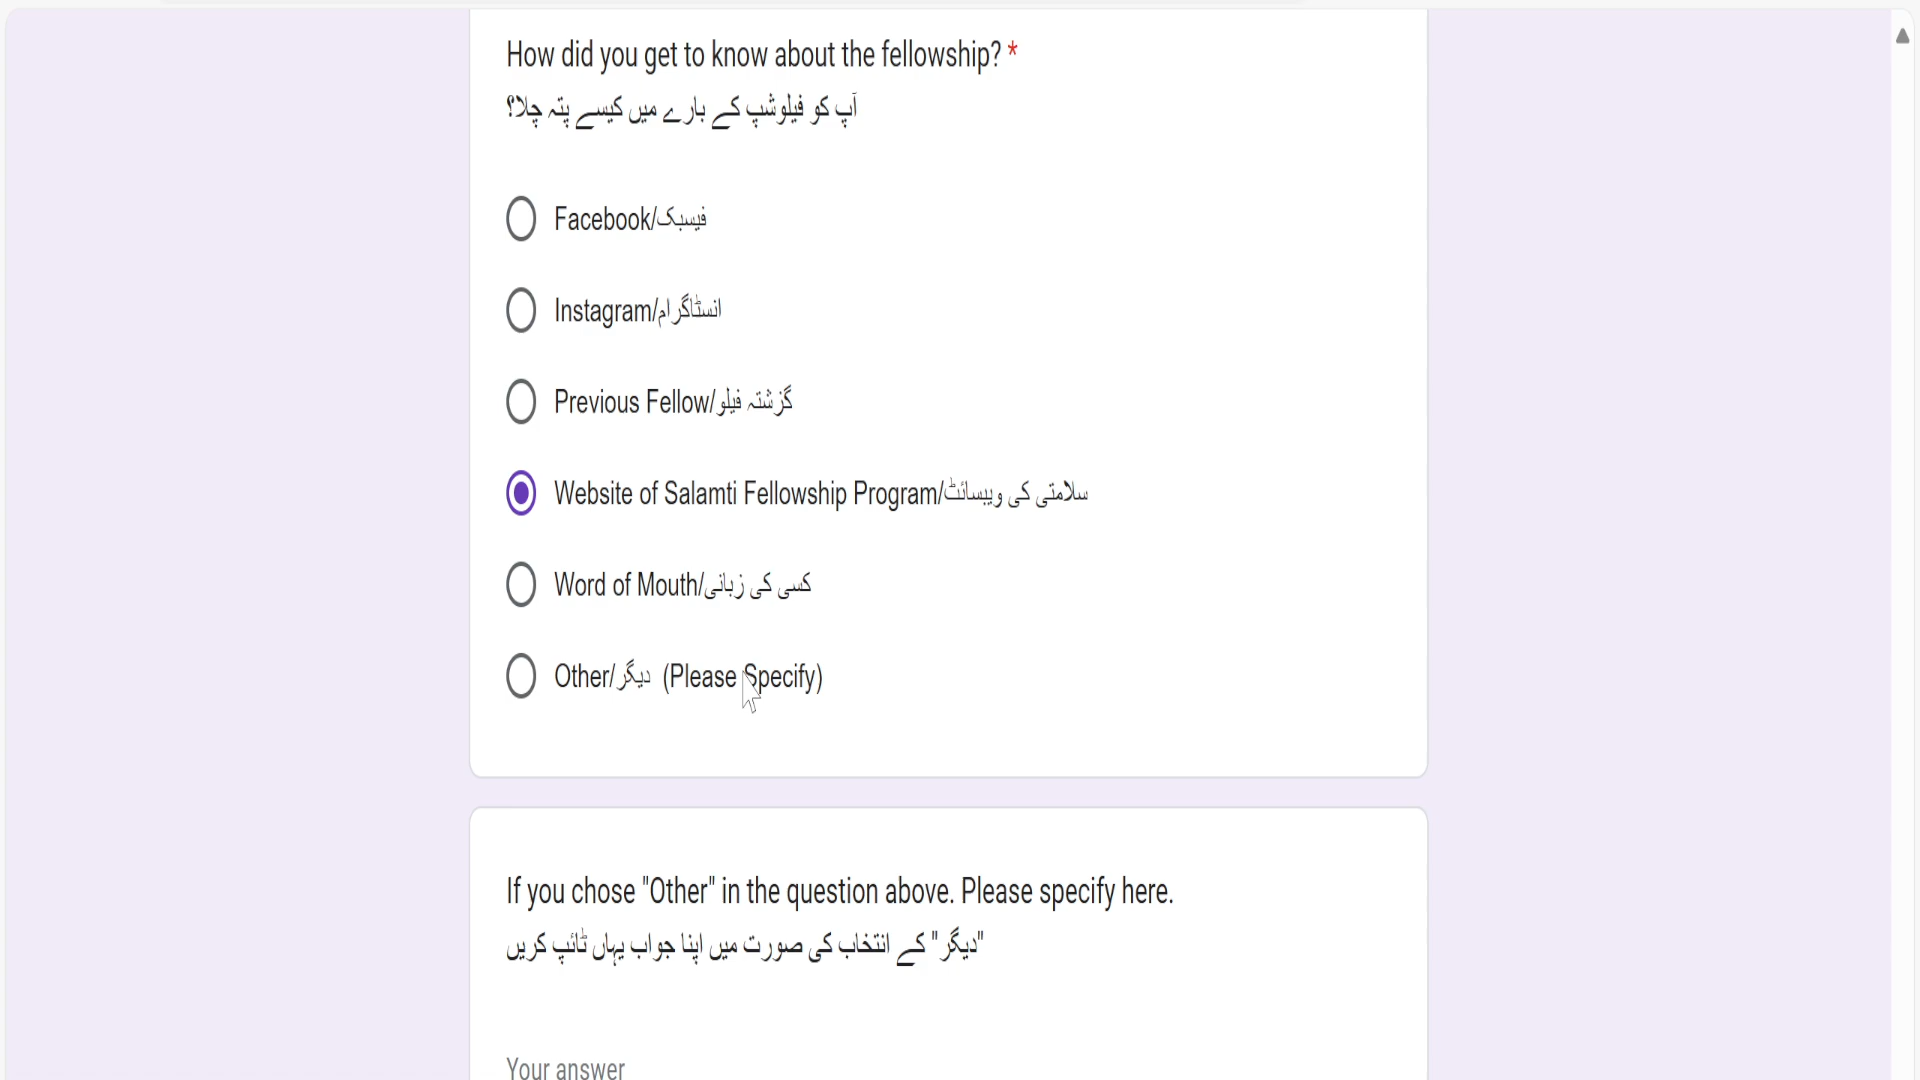 How did you get to know about the fellowship? *
آپ کو فیلوشپ کے بارے میں کیسے پتہ چلا؟
Facebook/فیسبک
Instagram/انسٹاگرام
Previous Fellow/گزشتہ فیلو
Website of Salamti Fellowship Program/سلامتی کی ویبسائٹ
Word of Mouth/کسی کی زبانی
Other/دیگر (Please Specify)
If you chose "Other" in the question above. Please specify here.
"دیگر" کے انتخاب کی صورت میں اپنا جواب یہاں ٹائپ کریں
Your answer